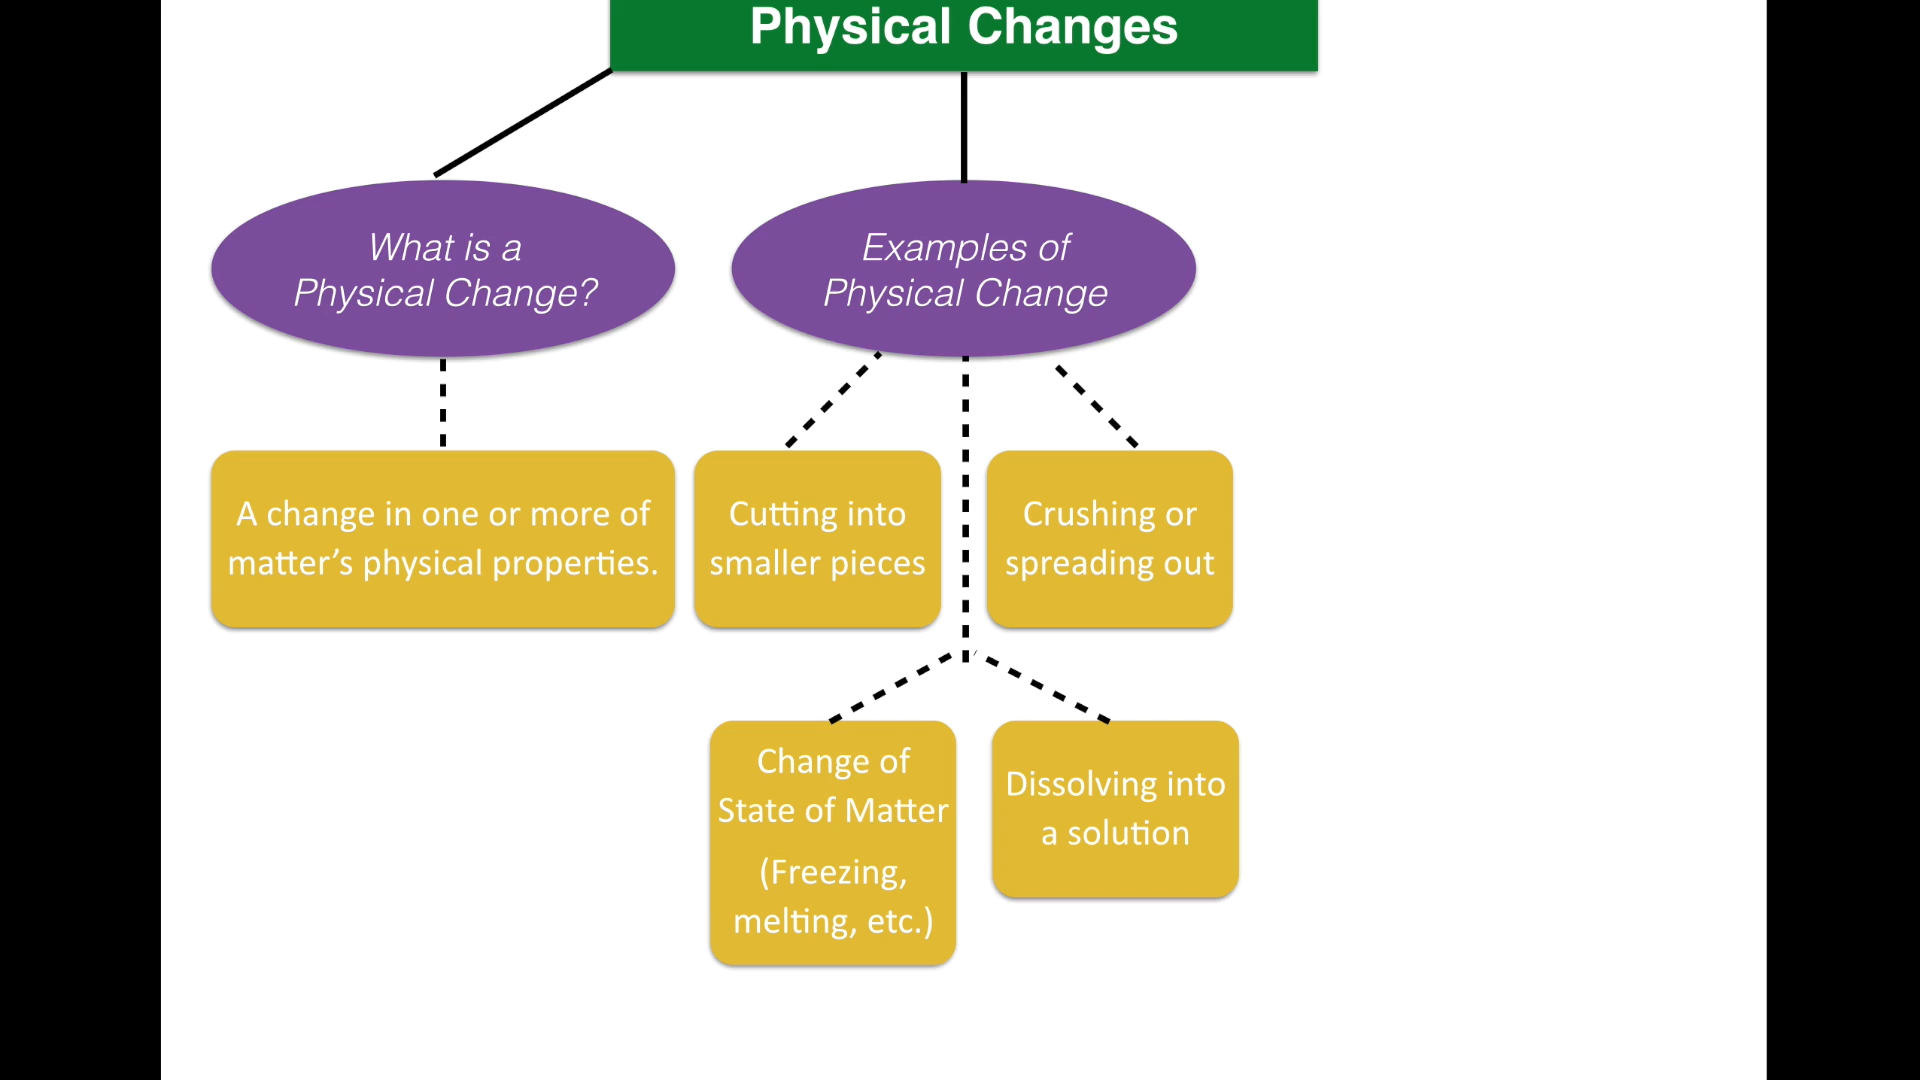 Physical Changes
What is a
Physical Change?
Examples of
Physical Change
A change in one or more of
matter’s physical properties.
Cutting into
smaller pieces
Crushing or
spreading out
Change of
State of Matter
(Freezing,
melting, etc.)
Dissolving into
a solution